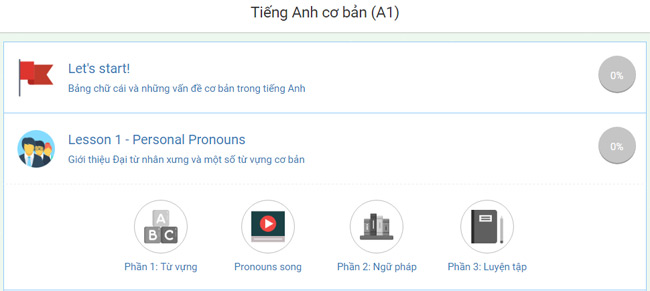 Tiếng Anh cơ bản (A1)
Let's start!
Bảng chữ cái và những vấn đề cơ bản trong tiếng Anh
0%
Lesson 1 - Personal Pronouns
Giới thiệu Đại từ nhân xưng và một số từ vựng cơ bản
0%
A
B C
Phần 1: Từ vựng
Pronouns song
Phần 2: Ngữ pháp
Phần 3: Luyện tập